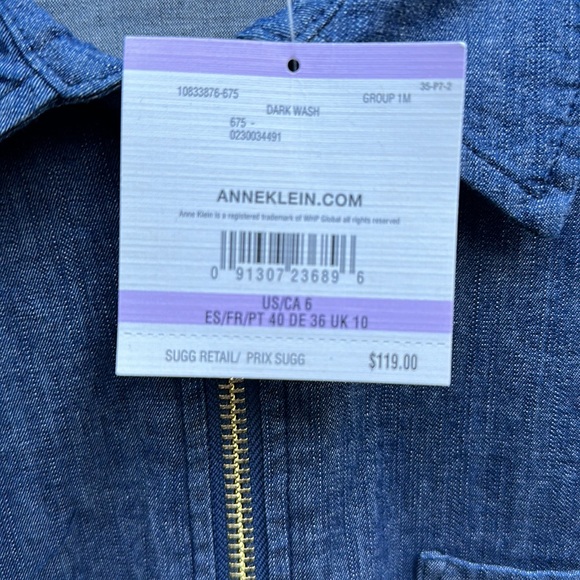 35-P7-2
10833876-675 GROUP 1M
DARK WASH
675 -
0230034491
ANNEKLEIN.COM
Anne Klein is a registered trademark of WHP Global all rights reserved
0 91307 23689 6
US/CA 6
ES/FR/PT 40 DE 36 UK 10
SUGG RETAIL/ PRIX SUGG $119.00